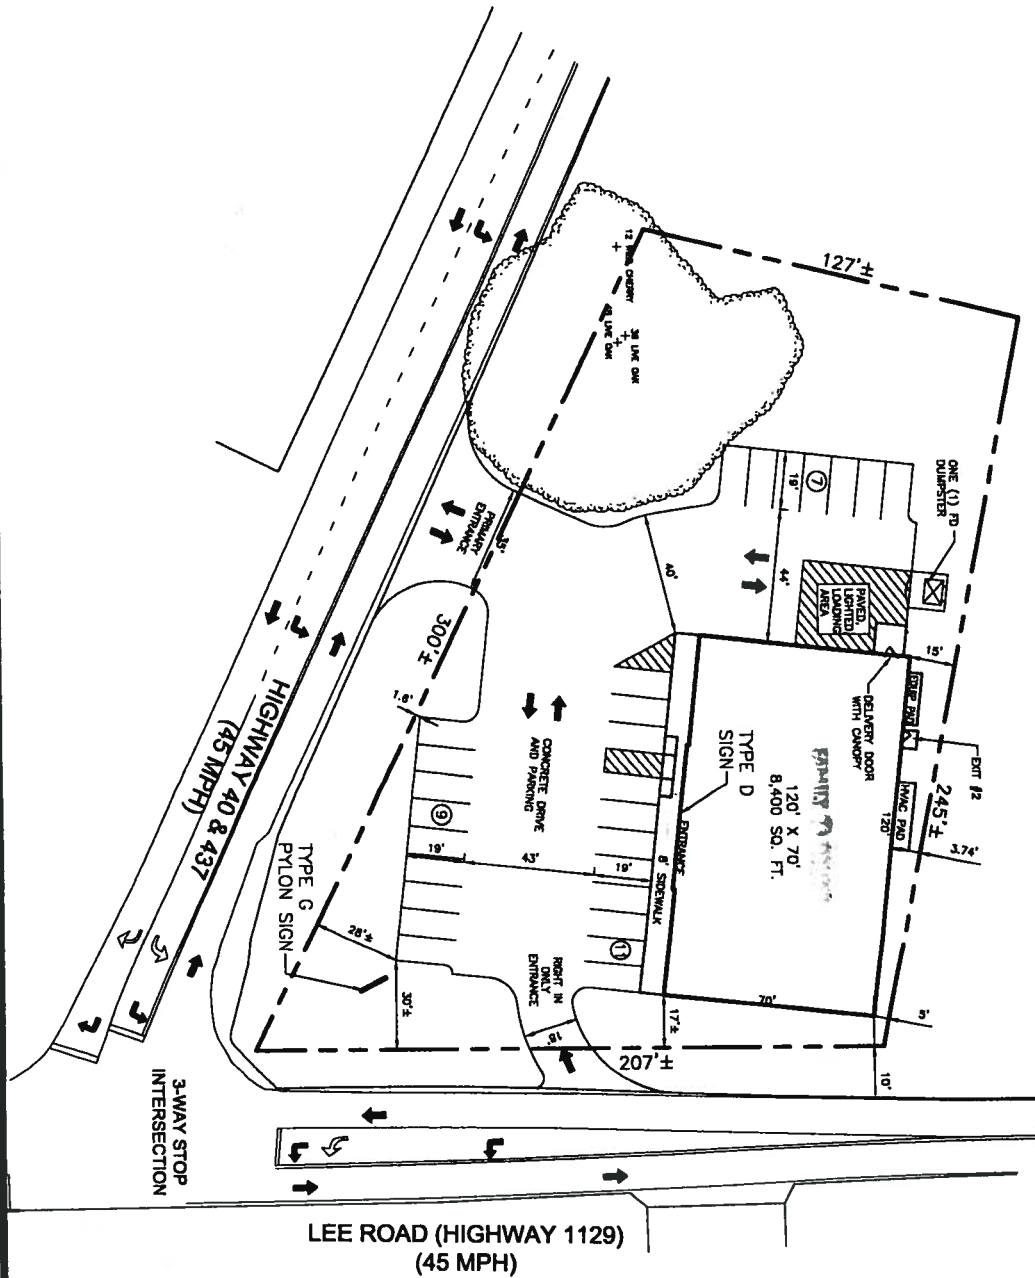 127'±
12 WILD CHERRY
38 LIVE OAK
48 LIVE OAK
ONE (1) FD
DUMPSTER
7
19'
44'
PAVED,
LIGHTED
LOADING
AREA
15'
PRIMARY
ENTRANCE
35'
40'
DELIVERY DOOR
WITH CANOPY
EQUIP PAD
EXIT #2
HVAC PAD
245'±
120'
3.74'
300'±
1.6'
CONCRETE DRIVE
AND PARKING
TYPE D
SIGN
120' X 70'
8,400 SQ. FT.
HIGHWAY 40 & 437
(45 MPH)
9
19'
43'
19'
ENTRANCE
8' SIDEWALK
11
TYPE G
PYLON SIGN
28'±
30'±
RIGHT IN
ONLY
ENTRANCE
18'
17'±
70'
5'
207'±
10'
3-WAY STOP
INTERSECTION
LEE ROAD (HIGHWAY 1129)
(45 MPH)